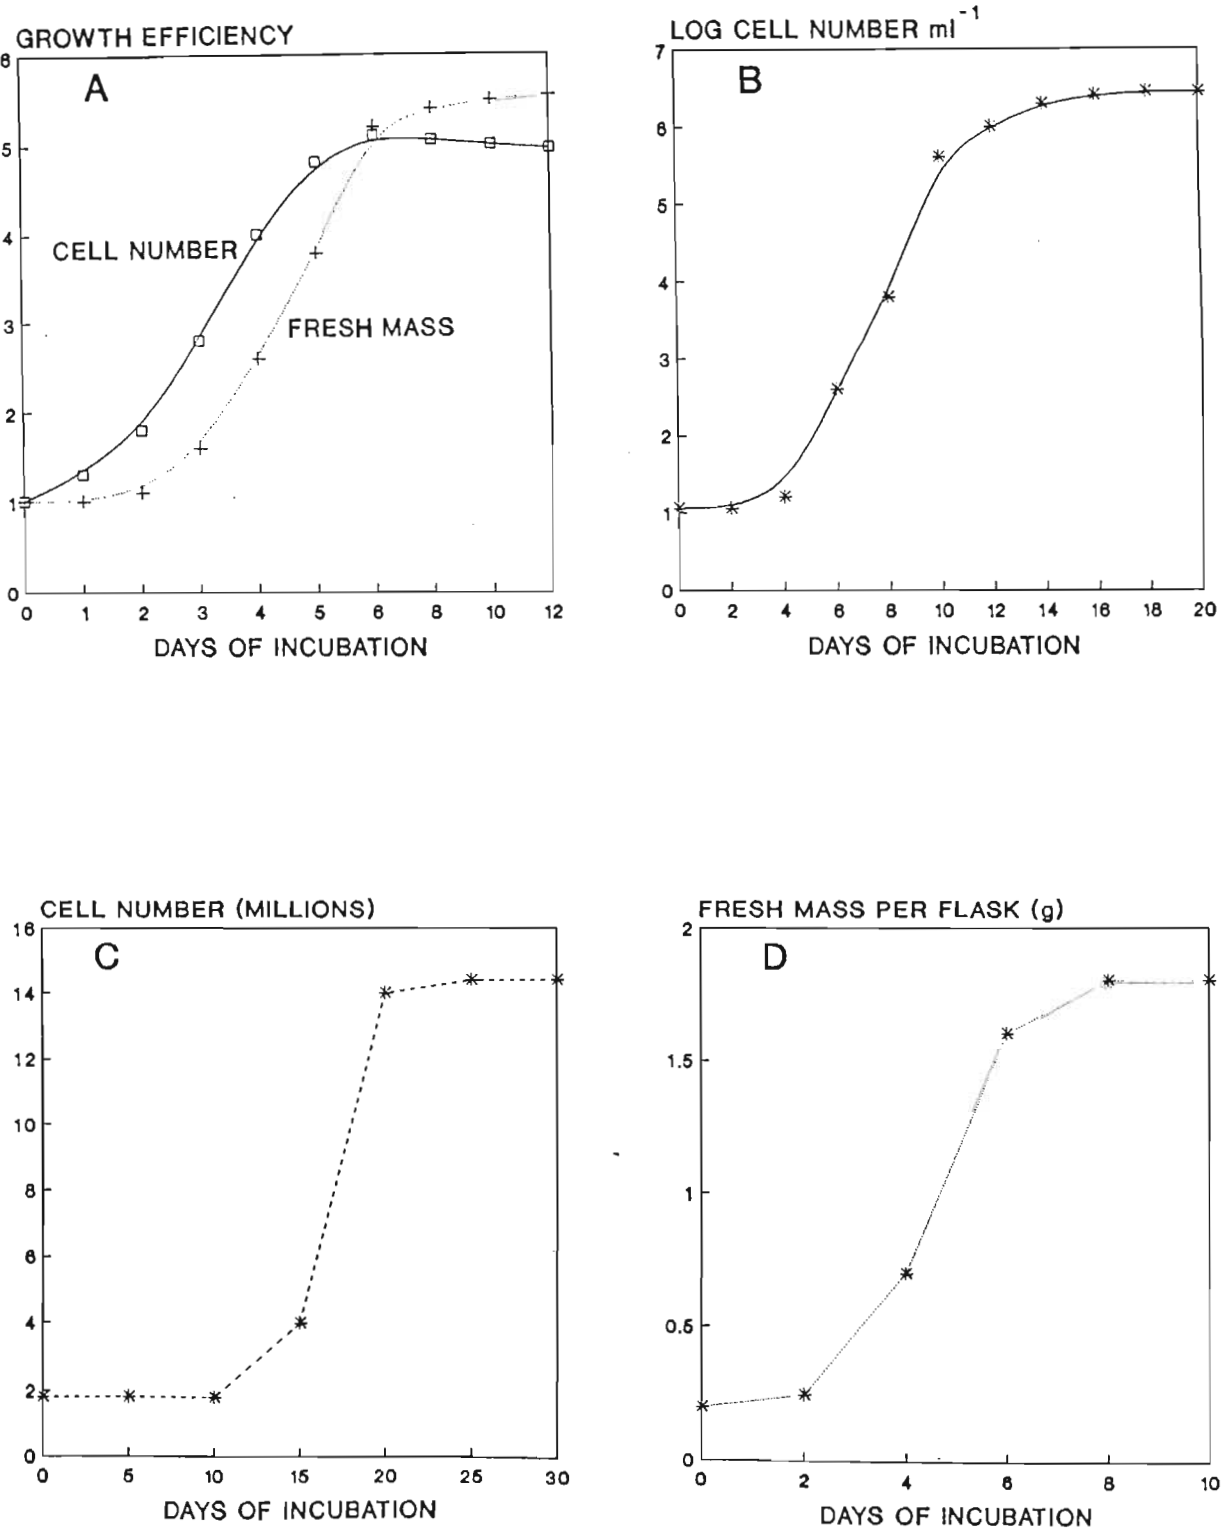 GROWTH EFFICIENCY
A
6
5
4
3
2
1
0
CELL NUMBER
FRESH MASS
0 1 2 3 4 5 6 8 10 12
DAYS OF INCUBATION
LOG CELL NUMBER ml⁻¹
B
7
6
5
4
3
2
1
0
0 2 4 6 8 10 12 14 16 18 20
DAYS OF INCUBATION
CELL NUMBER (MILLIONS)
C
16
14
12
10
8
6
4
2
0
0 5 10 15 20 25 30
DAYS OF INCUBATION
FRESH MASS PER FLASK (g)
D
2
1.5
1
0.5
0
0 2 4 6 8 10
DAYS OF INCUBATION